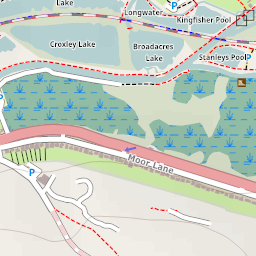 Lake
Longwater
Kingfisher Pool
Croxley Lake
Broadacres
Lake
Stanleys Pool
P
P
P
P
Moor Lane
P